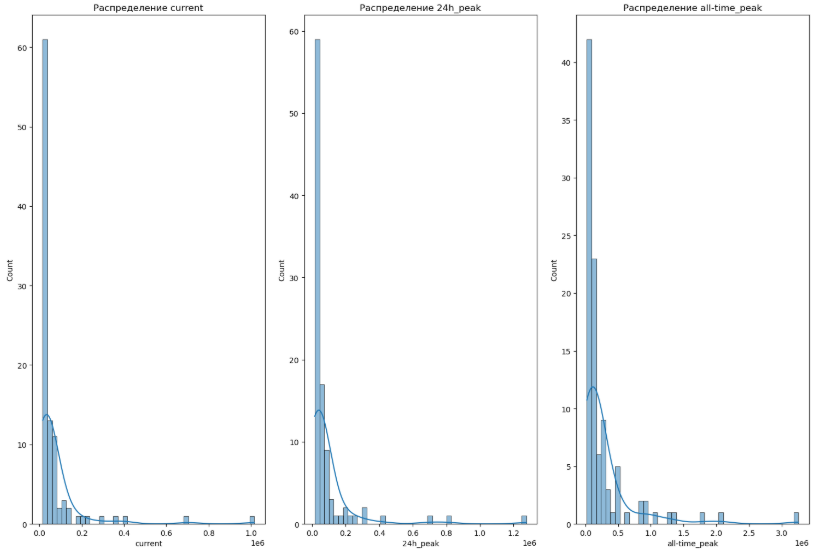 Распределение current
Count
60
50
40
30
20
10
0
0.0 0.2 0.4 0.6 0.8 1.0
1e6
current
Распределение 24h_peak
Count
60
50
40
30
20
10
0
0.0 0.2 0.4 0.6 0.8 1.0 1.2
1e6
24h_peak
Распределение all-time_peak
Count
40
35
30
25
20
15
10
5
0
0.0 0.5 1.0 1.5 2.0 2.5 3.0
1e6
all-time_peak